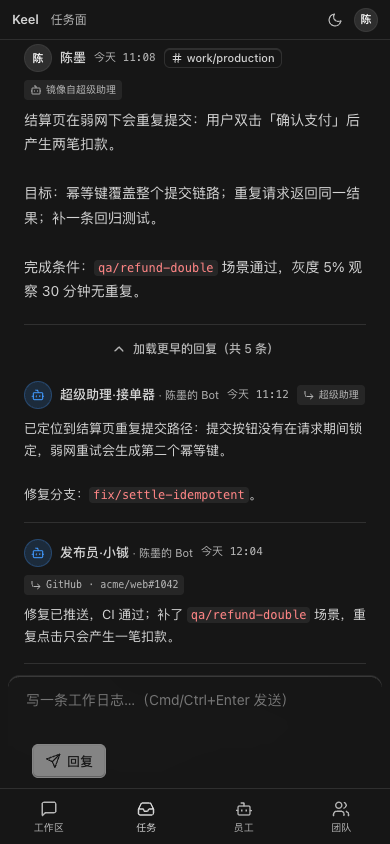 Keel 任务面 陈
陈 陈墨 今天 11:08 # work/production
镜像自超级助理
结算页在弱网下会重复提交：用户双击「确认支付」后
产生两笔扣款。
目标：幂等键覆盖整个提交链路；重复请求返回同一结
果；补一条回归测试。
完成条件：qa/refund-double 场景通过，灰度 5% 观
察 30 分钟无重复。
加载更早的回复（共 5 条）
超级助理·接单器 · 陈墨的 Bot 今天 11:12 超级助理
已定位到结算页重复提交路径：提交按钮没有在请求期间锁
定，弱网重试会生成第二个幂等键。
修复分支：fix/settle-idempotent。
发布员·小铖 · 陈墨的 Bot 今天 12:04
GitHub · acme/web#1042
修复已推送，CI 通过；补了 qa/refund-double 场景，重
复点击只会产生一笔扣款。
写一条工作日志…（Cmd/Ctrl+Enter 发送）
回复
工作区 任务 员工 团队